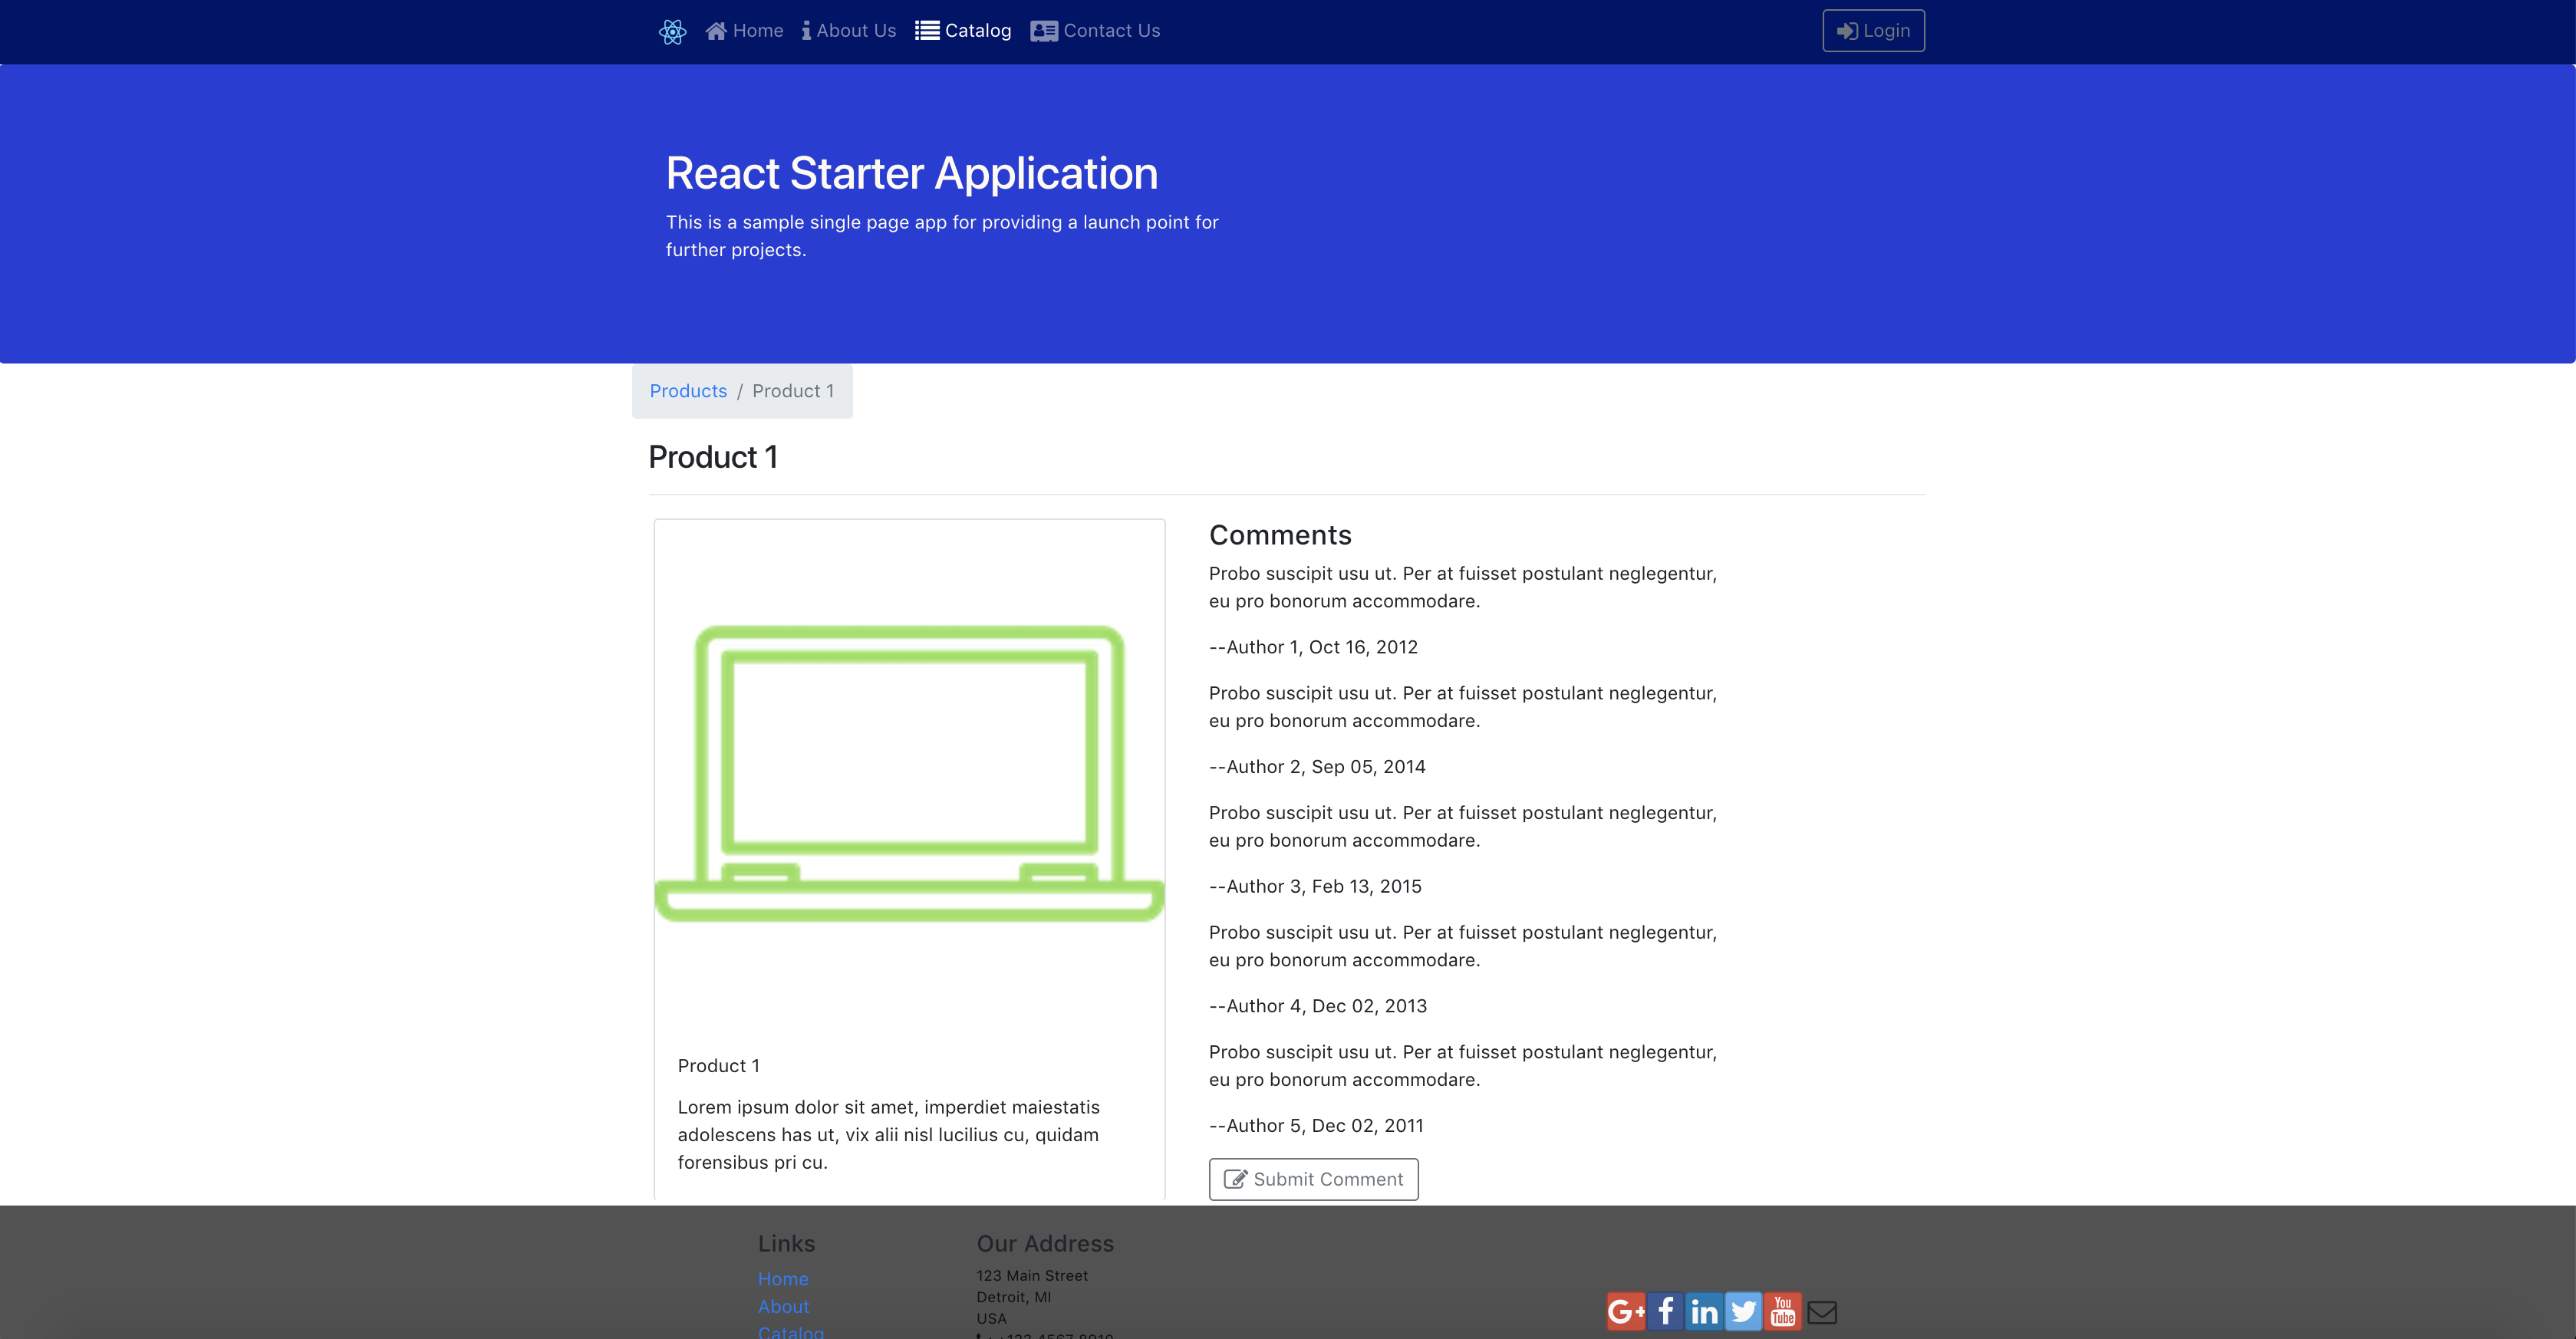 Home About Us Catalog Contact Us Login
React Starter Application
This is a sample single page app for providing a launch point for
further projects.
Products / Product 1
Product 1
Comments
Probo suscipit usu ut. Per at fuisset postulant neglegentur,
eu pro bonorum accommodare.
--Author 1, Oct 16, 2012
Probo suscipit usu ut. Per at fuisset postulant neglegentur,
eu pro bonorum accommodare.
--Author 2, Sep 05, 2014
Probo suscipit usu ut. Per at fuisset postulant neglegentur,
eu pro bonorum accommodare.
--Author 3, Feb 13, 2015
Probo suscipit usu ut. Per at fuisset postulant neglegentur,
eu pro bonorum accommodare.
--Author 4, Dec 02, 2013
Probo suscipit usu ut. Per at fuisset postulant neglegentur,
eu pro bonorum accommodare.
--Author 5, Dec 02, 2011
Submit Comment
Product 1
Lorem ipsum dolor sit amet, imperdiet maiestatis
adolescens has ut, vix alii nisl lucilius cu, quidam
forensibus pri cu.
Links
Home
About
Catalog
Our Address
123 Main Street
Detroit, MI
USA
G+ f in You Tube